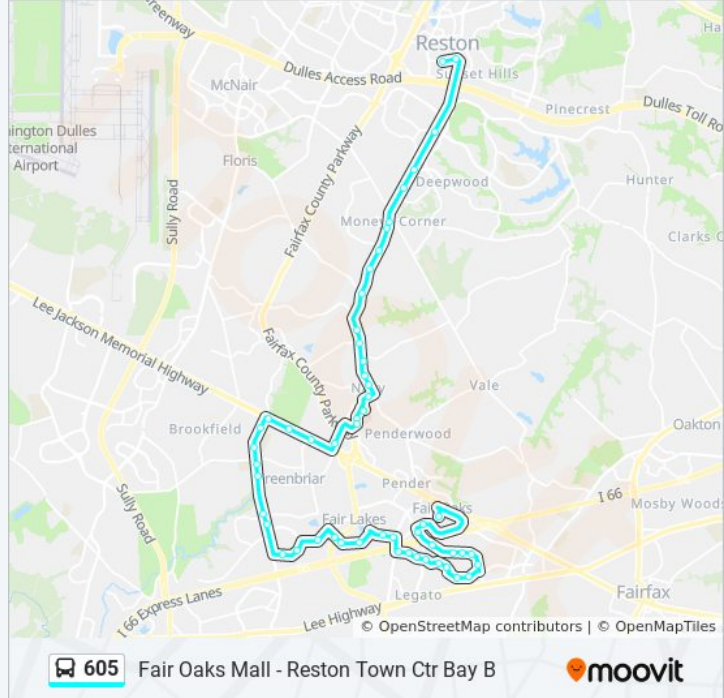 Greenway
Reston
Sunset Hills
McNair
Dulles Access Road
Pinecrest
Dulles Toll Ro
ington Dulles
ternational
Airport
Floris
Fairfax County Parkway
Deepwood
Hunter
Sully Road
Money Corner
Clarks C
Lee Jackson Memorial Highway
Fairfax County Park
Vale
Brookfield
Penderwood
Oakton
Greenbriar
Pender
I 66
Mosby Woods
Sully Road
Fair Lakes
Fair Oaks
I 66 Express Lanes
Legato
Fairfax
Lee Highway
© OpenStreetMap contributors | © OpenMapTiles
605 Fair Oaks Mall - Reston Town Ctr Bay B
moovit